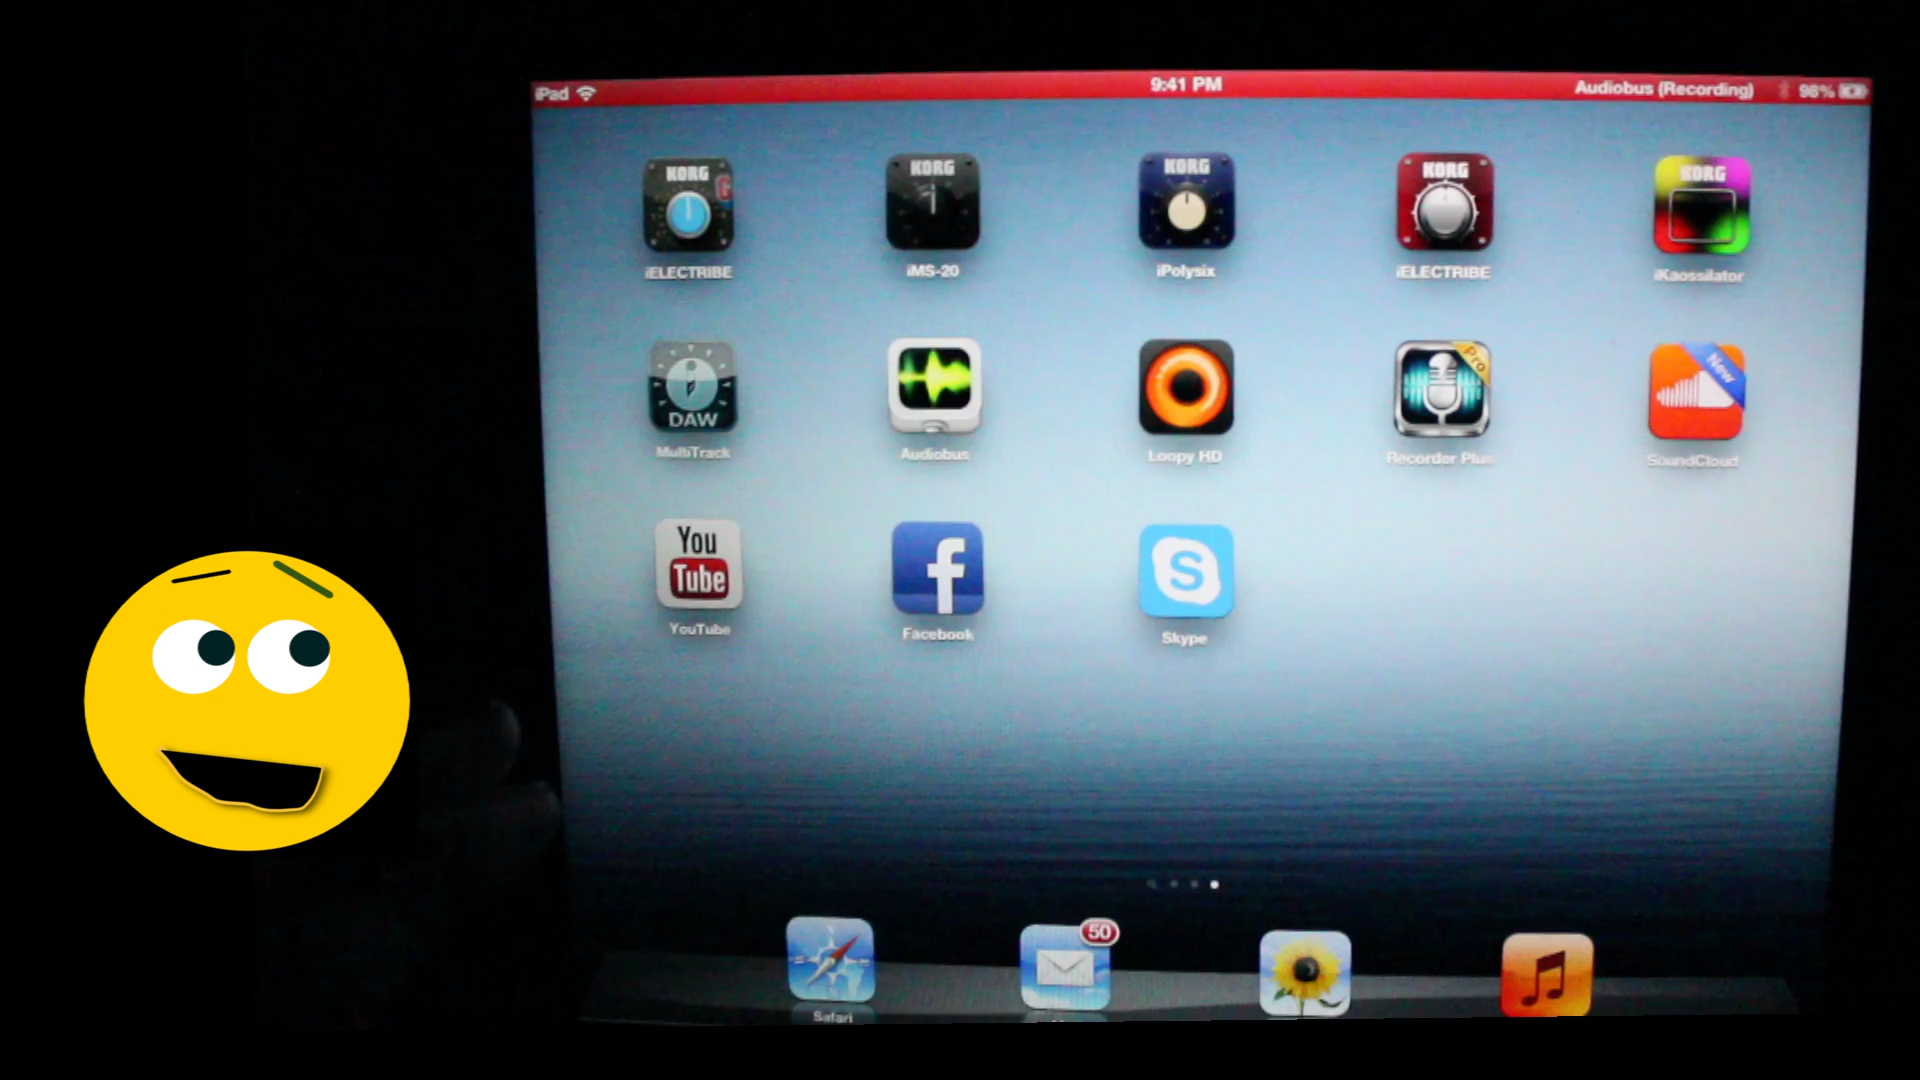 iPad 9:41 PM Audiobus (Recording) 98%
KORG KORG KORG KORG KORG
iELECTRIBE iMS-20 iPolysix iELECTRIBE iKaossilator
DAW Pro New
MultiTrack Audiobus Loopy HD Recorder Plus SoundCloud
You
Tube
YouTube Facebook Skype
50
Safari